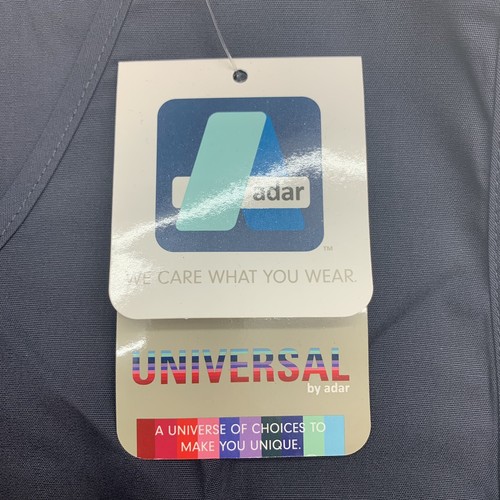 adar
TM
WE CARE WHAT YOU WEAR.
UNIVERSAL
by adar
A UNIVERSE OF CHOICES TO
MAKE YOU UNIQUE.